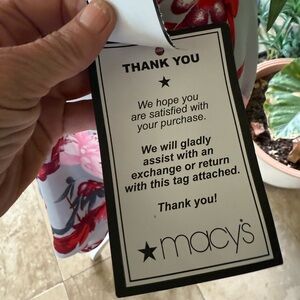 THANK YOU
★
We hope you
are satisfied with
your purchase.
We will gladly
assist with an
exchange or return
with this tag attached.
Thank you!
★macy's